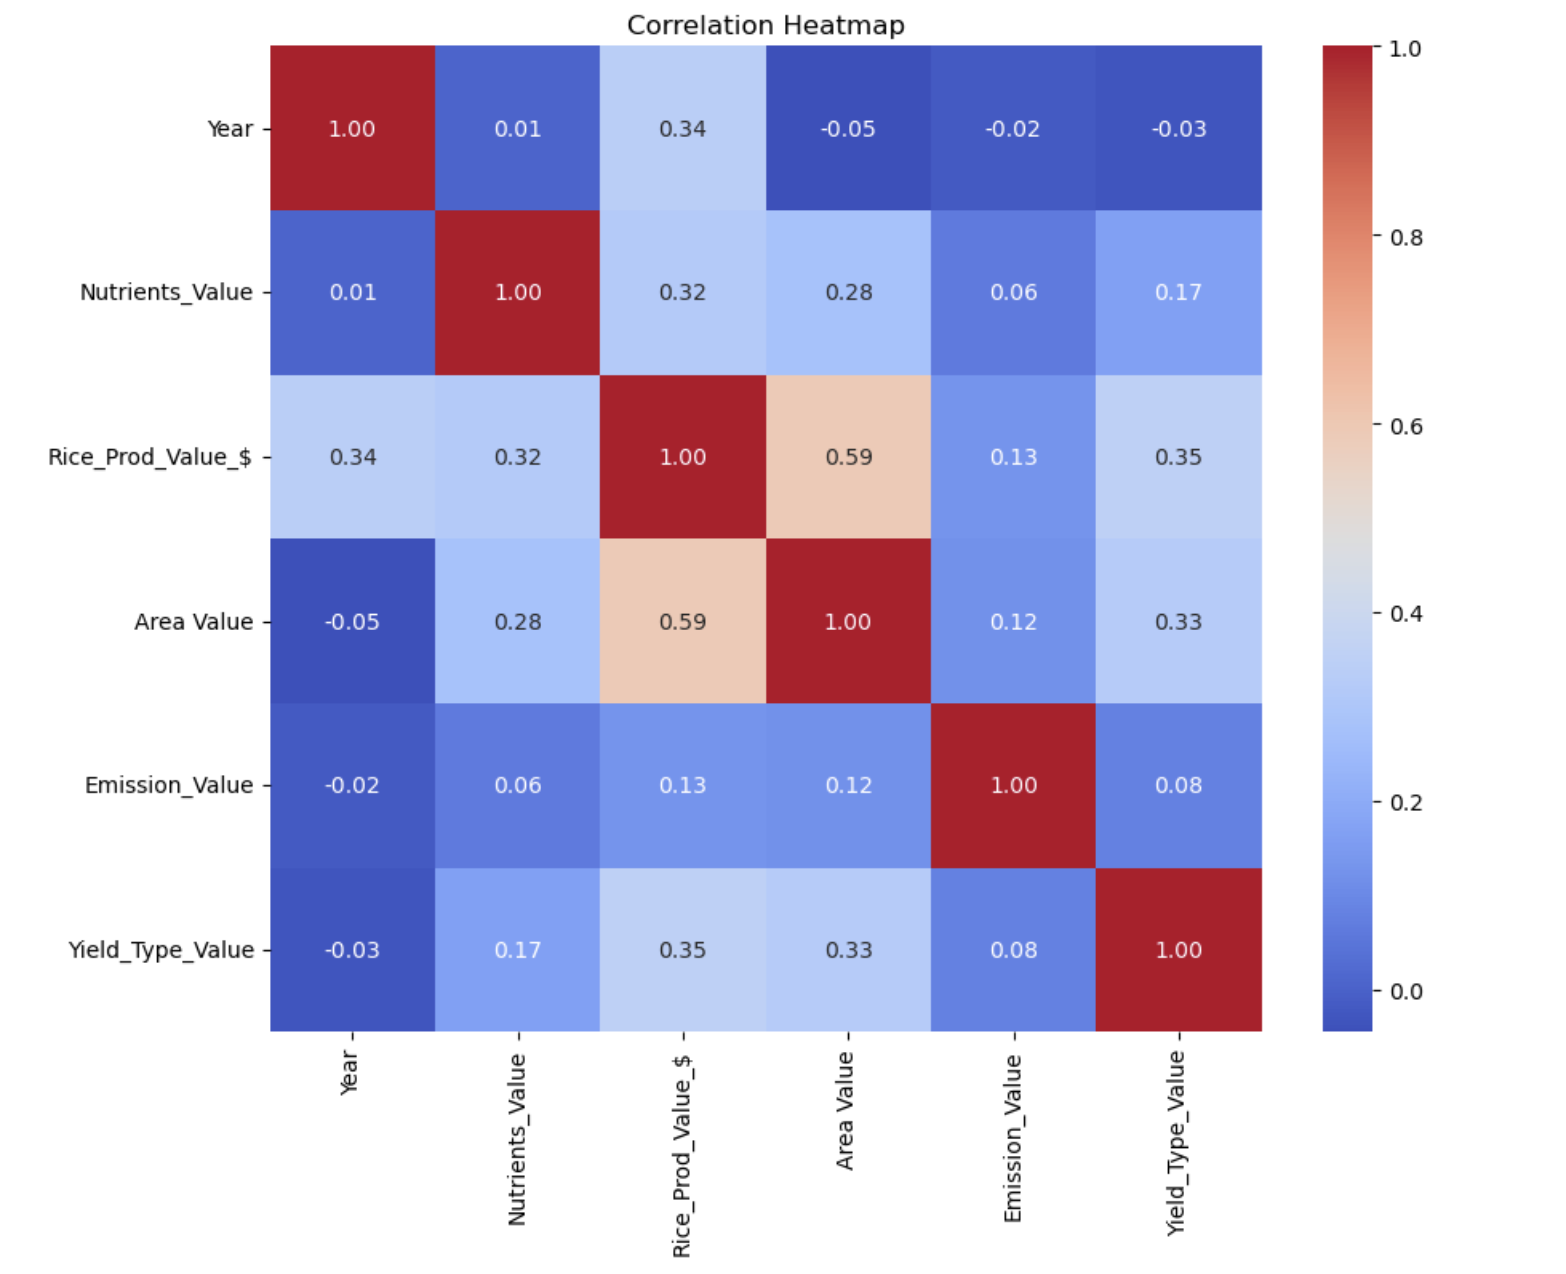 Correlation Heatmap
Year 1.00 0.01 0.34 -0.05 -0.02 -0.03
Nutrients_Value 0.01 1.00 0.32 0.28 0.06 0.17
Rice_Prod_Value_$ 0.34 0.32 1.00 0.59 0.13 0.35
Area Value -0.05 0.28 0.59 1.00 0.12 0.33
Emission_Value -0.02 0.06 0.13 0.12 1.00 0.08
Yield_Type_Value -0.03 0.17 0.35 0.33 0.08 1.00
Year
Nutrients_Value
Rice_Prod_Value_$
Area Value
Emission_Value
Yield_Type_Value
1.0
0.8
0.6
0.4
0.2
0.0